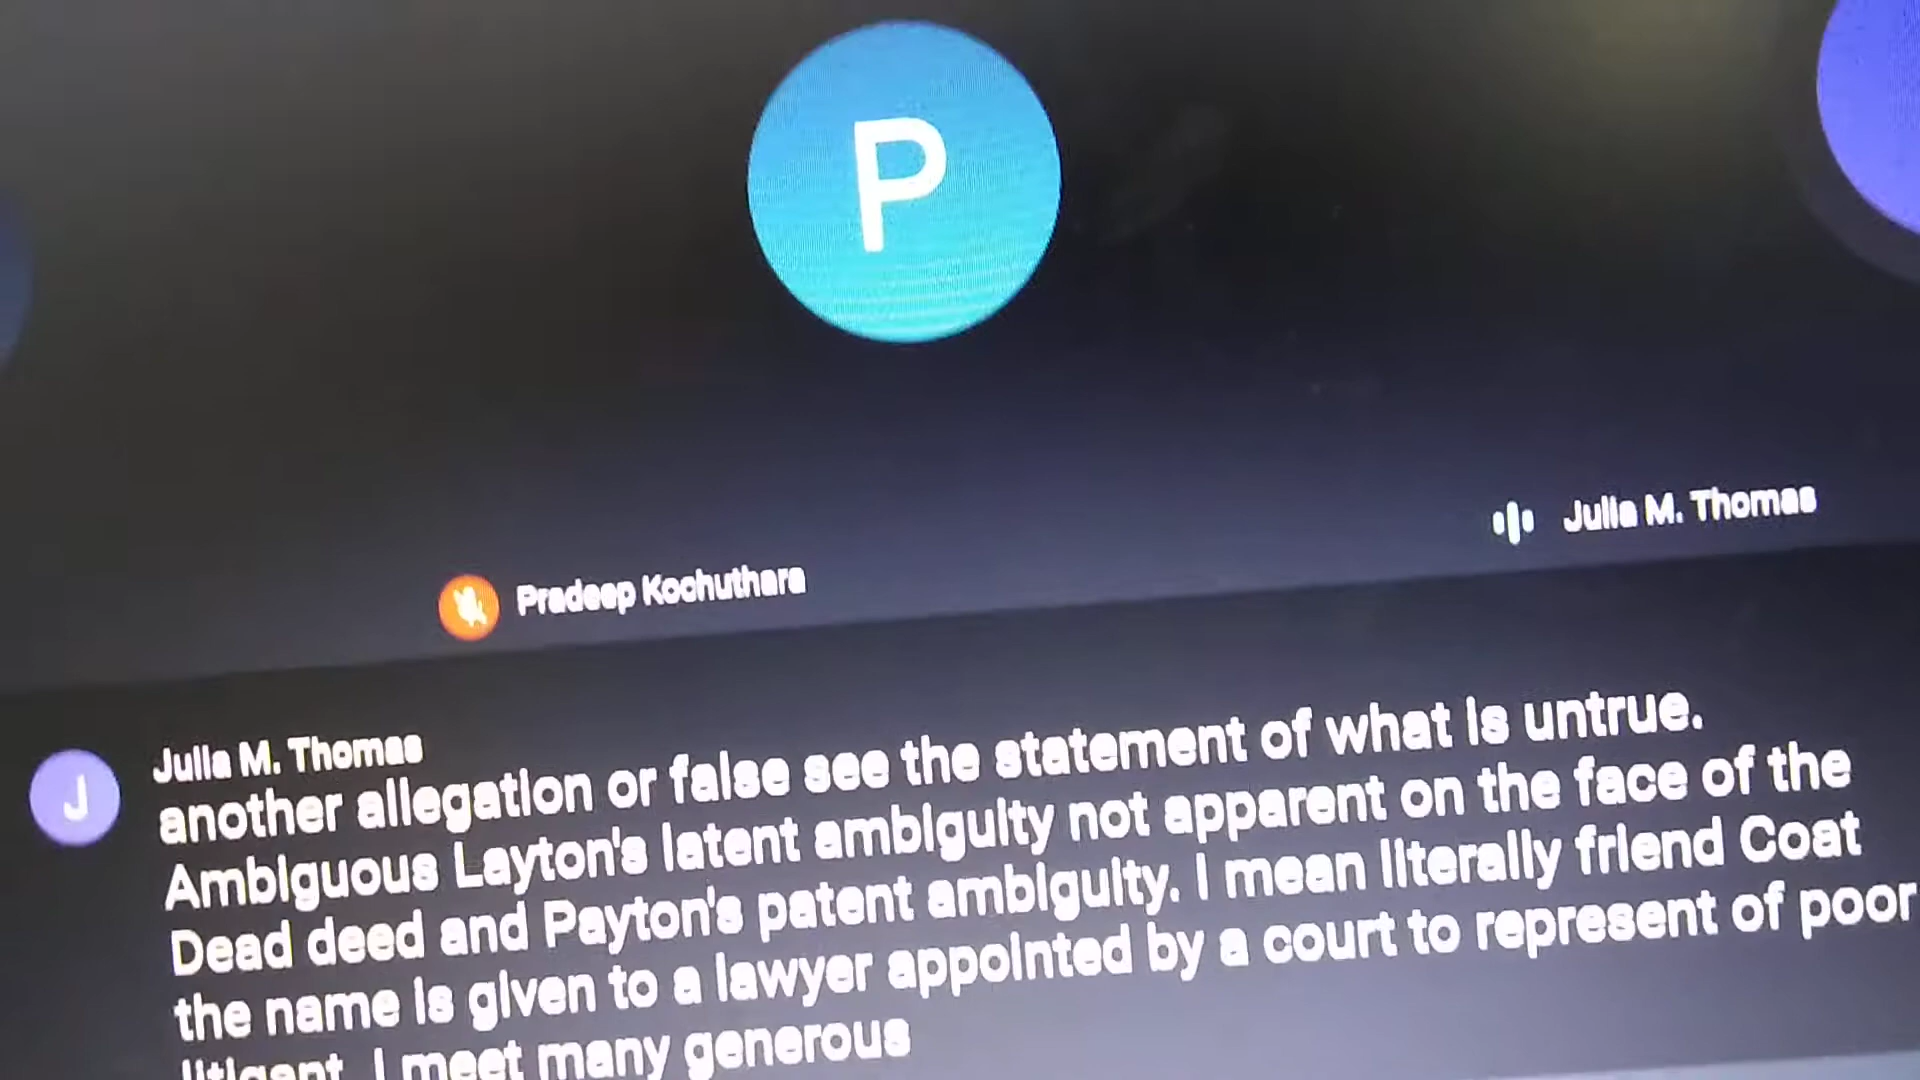 P
Julia M. Thomas
Pradeep Kochuthara
J
Julia M. Thomas
another allegation or false see the statement of what is untrue.
Ambiguous Layton's latent ambiguity not apparent on the face of the
Dead deed and Payton's patent ambiguity. I mean literally friend Coat
the name is given to a lawyer appointed by a court to represent of poor
litigant. I meet many generous